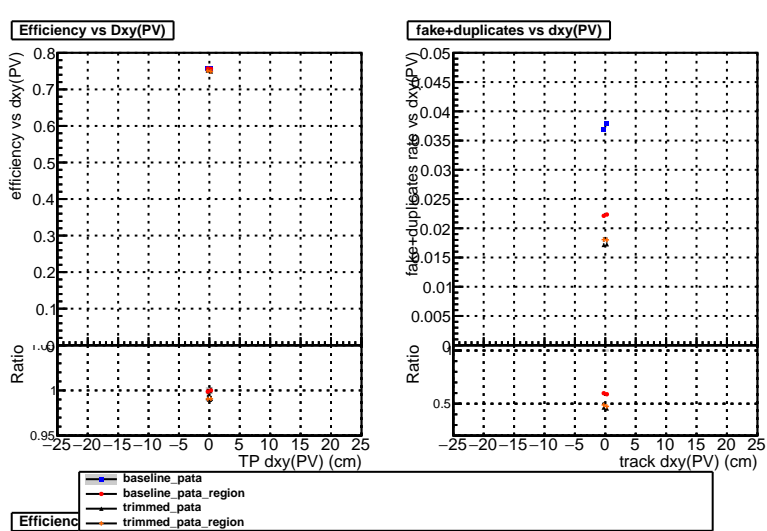 Efficiency vs Dxy(PV)
fake+duplicates vs dxy(PV)
efficiency vs dxy(PV)
0.8
0.7
0.6
0.5
0.4
0.3
0.2
0.1
0
Ratio
1
0.95
−25 −20 −15 −10 −5 0 5 10 15 20 25
TP dxy(PV) (cm)
fake+duplicates rate vs dxy(PV)
0.05
0.045
0.04
0.035
0.03
0.025
0.02
0.015
0.01
0.005
0
Ratio
1
0.5
−25 −20 −15 −10 −5 0 5 10 15 20 25
track dxy(PV) (cm)
baseline_pata
baseline_pata_region
trimmed_pata
trimmed_pata_region
Efficienc